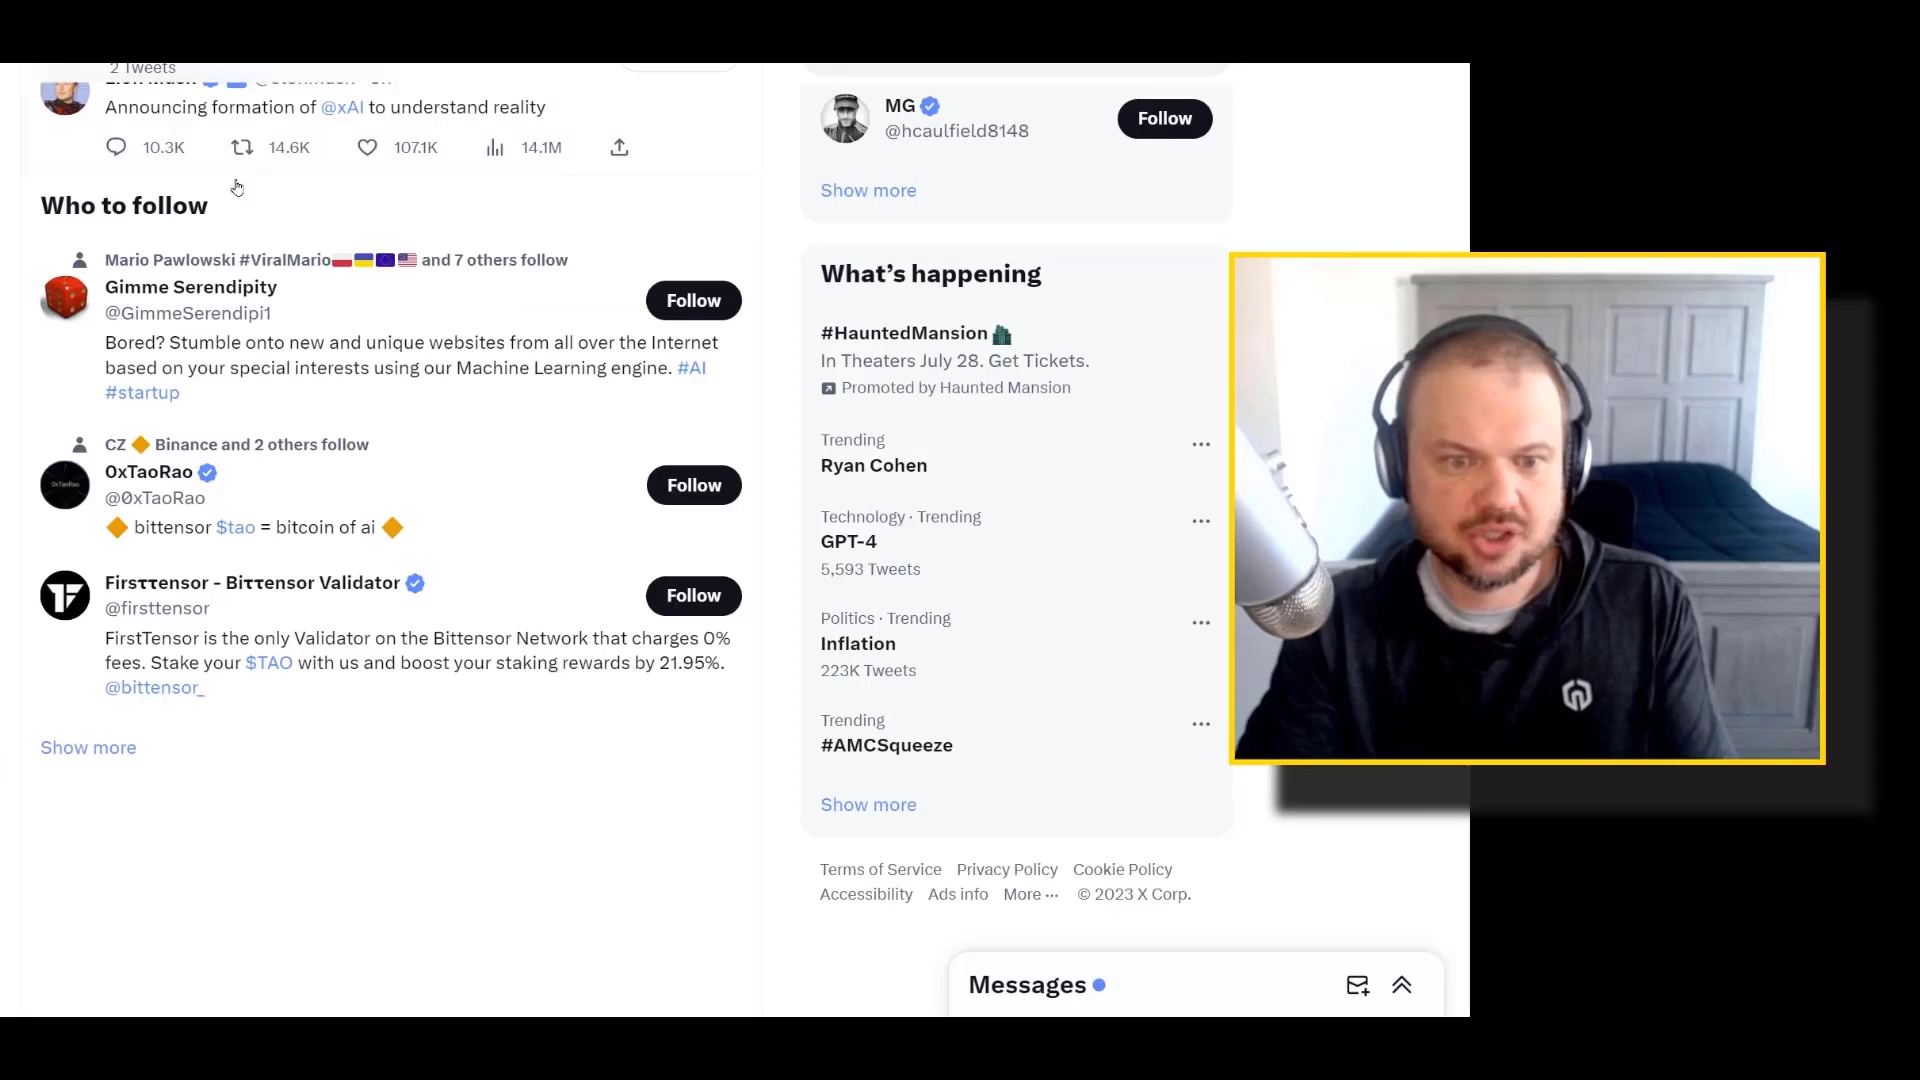 2 Tweets
Announcing formation of @xAI to understand reality
10.3K 14.6K 107.1K 14.1M
Who to follow
Mario Pawlowski #ViralMario🇵🇱🇺🇦🇪🇺🇺🇸 and 7 others follow
Gimme Serendipity
@GimmeSerendipi1
Follow
Bored? Stumble onto new and unique websites from all over the Internet
based on your special interests using our Machine Learning engine. #AI
#startup
CZ 🔶 Binance and 2 others follow
0xTaoRao
@0xTaoRao
Follow
🔶 bittensor $tao = bitcoin of ai 🔶
Firsττensor - Biττensor Validator
@firsttensor
Follow
FirstTensor is the only Validator on the Bittensor Network that charges 0%
fees. Stake your $TAO with us and boost your staking rewards by 21.95%.
@bittensor_
Show more
MG
@hcaulfield8148
Follow
Show more
What’s happening
#HauntedMansion
In Theaters July 28. Get Tickets.
Promoted by Haunted Mansion
Trending
Ryan Cohen
Technology · Trending
GPT-4
5,593 Tweets
Politics · Trending
Inflation
223K Tweets
Trending
#AMCSqueeze
Show more
Terms of Service Privacy Policy Cookie Policy
Accessibility Ads info More ··· © 2023 X Corp.
Messages